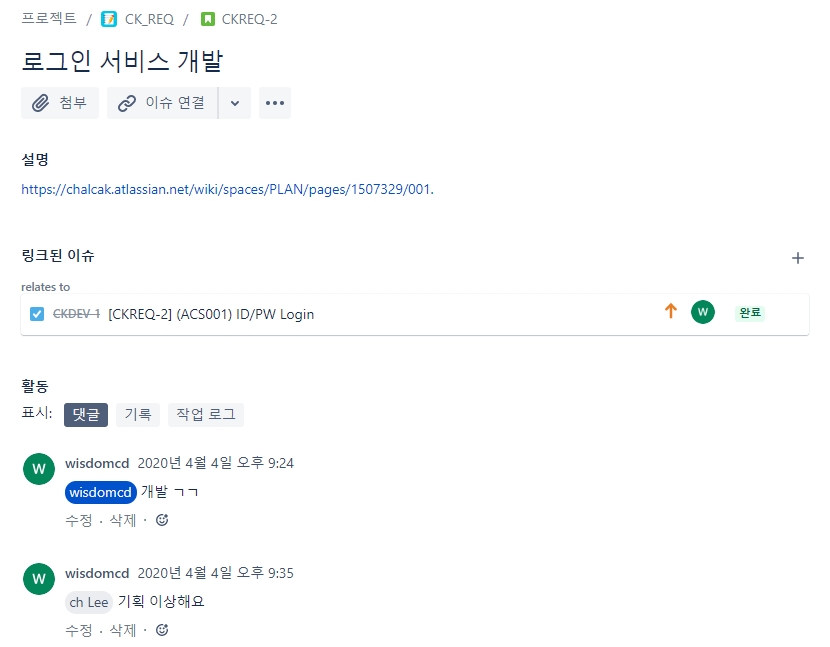 프로젝트 / CK_REQ / CKREQ-2
로그인 서비스 개발
첨부 이슈 연결
설명
https://chalcak.atlassian.net/wiki/spaces/PLAN/pages/1507329/001.
링크된 이슈
relates to
CKDEV-1 [CKREQ-2] (ACS001) ID/PW Login W 완료
활동
표시: 댓글 기록 작업 로그
W wisdomcd 2020년 4월 4일 오후 9:24
wisdomcd 개발 ㄱㄱ
수정 · 삭제 ·
W wisdomcd 2020년 4월 4일 오후 9:35
ch Lee 기획 이상해요
수정 · 삭제 ·